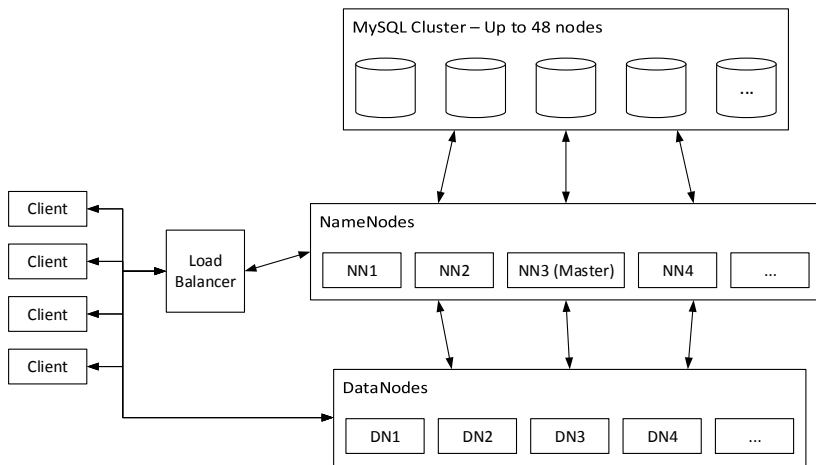 MySQL Cluster – Up to 48 nodes
...
Client
Client
Client
Client
Load
Balancer
NameNodes
NN1
NN2
NN3 (Master)
NN4
...
DataNodes
DN1
DN2
DN3
DN4
...